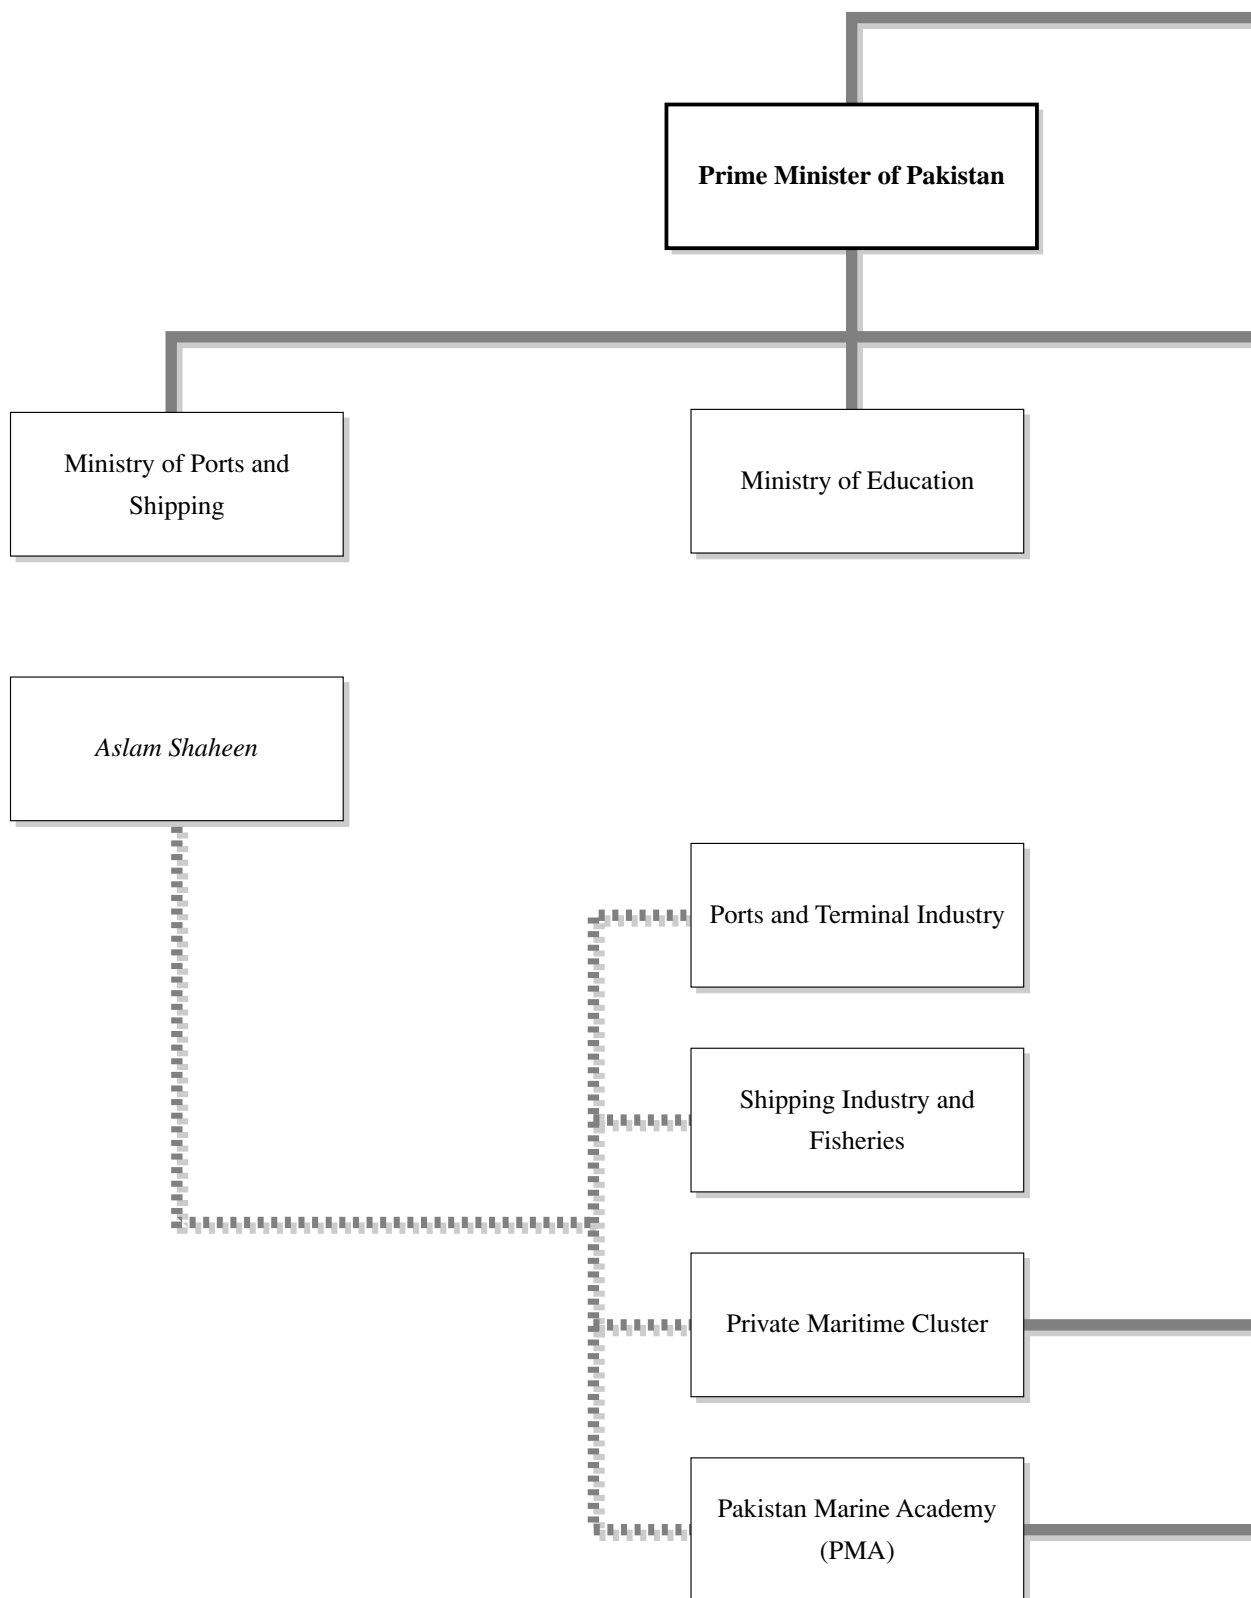 Prime Minister of Pakistan
Ministry of Ports and
Shipping
Ministry of Education
Aslam Shaheen
Ports and Terminal Industry
Shipping Industry and
Fisheries
Private Maritime Cluster
Pakistan Marine Academy
(PMA)